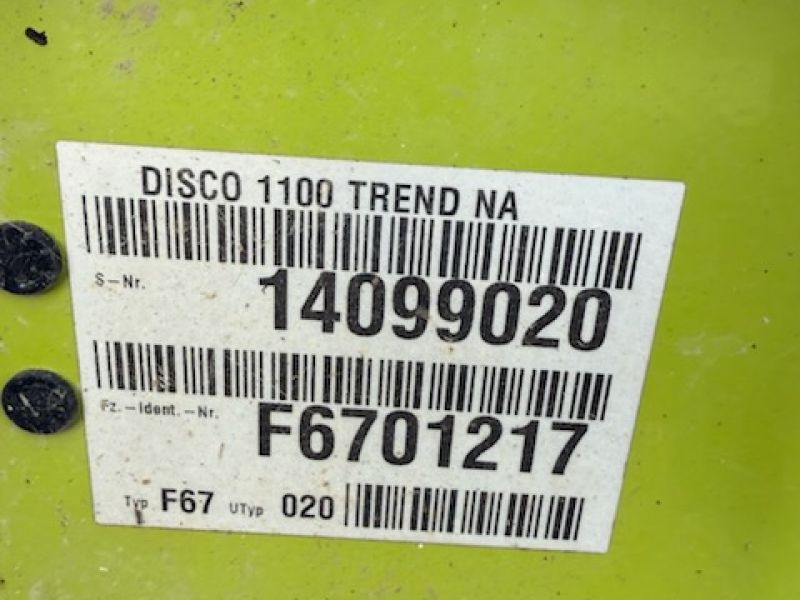 DISCO 1100 TREND NA
S-Nr. 14099020
Fz.-Ident.-Nr. F6701217
Typ F67 UTyp 020